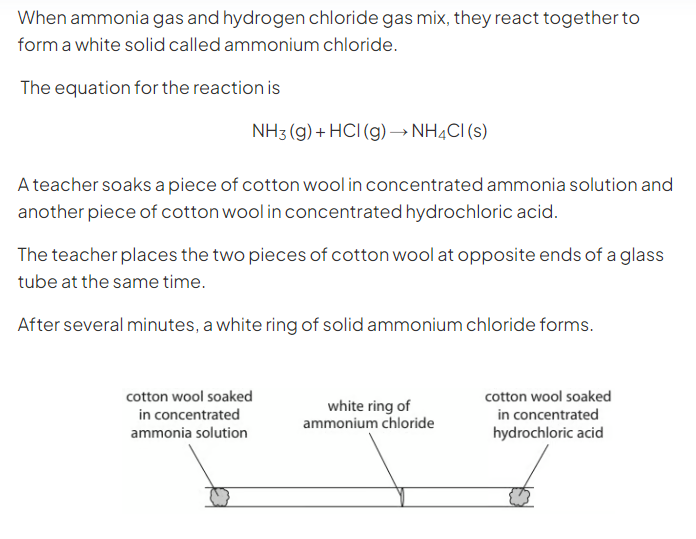 When ammonia gas and hydrogen chloride gas mix, they react together to
form a white solid called ammonium chloride.
The equation for the reaction is
NH₃ (g) + HCl (g) → NH₄Cl (s)
A teacher soaks a piece of cotton wool in concentrated ammonia solution and
another piece of cotton wool in concentrated hydrochloric acid.
The teacher places the two pieces of cotton wool at opposite ends of a glass
tube at the same time.
After several minutes, a white ring of solid ammonium chloride forms.
cotton wool soaked
in concentrated
ammonia solution
white ring of
ammonium chloride
cotton wool soaked
in concentrated
hydrochloric acid